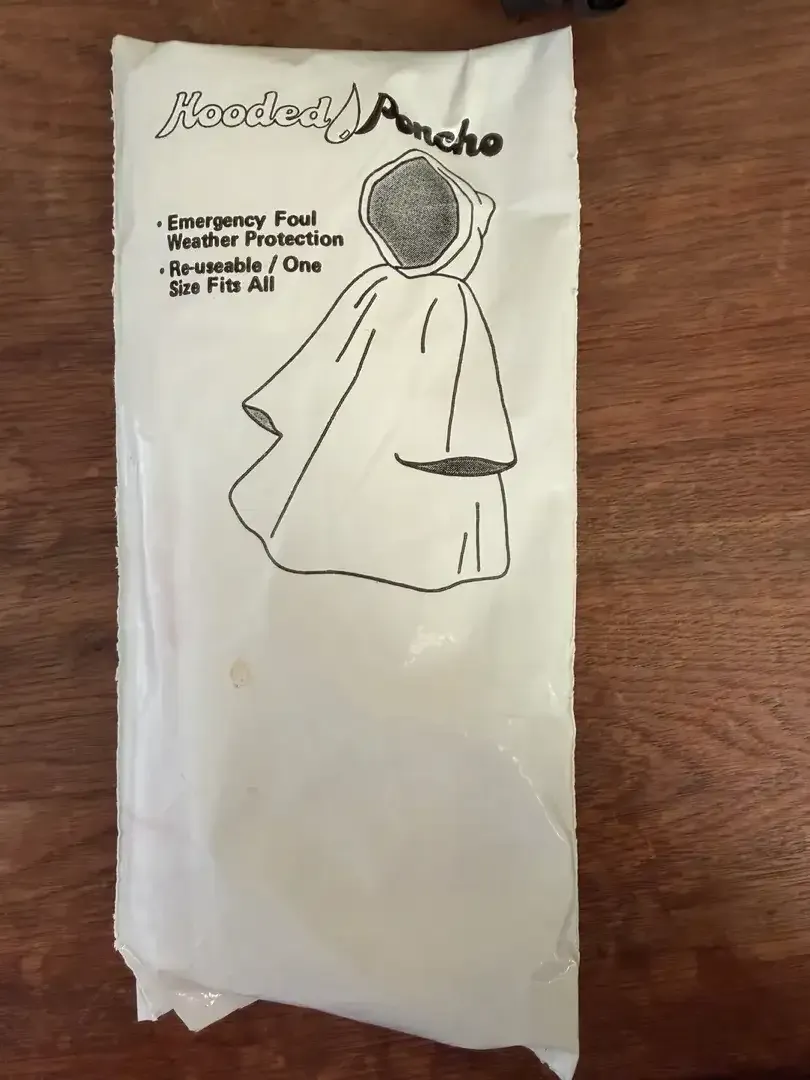 Hooded Poncho
• Emergency Foul
Weather Protection
• Re-useable / One
Size Fits All